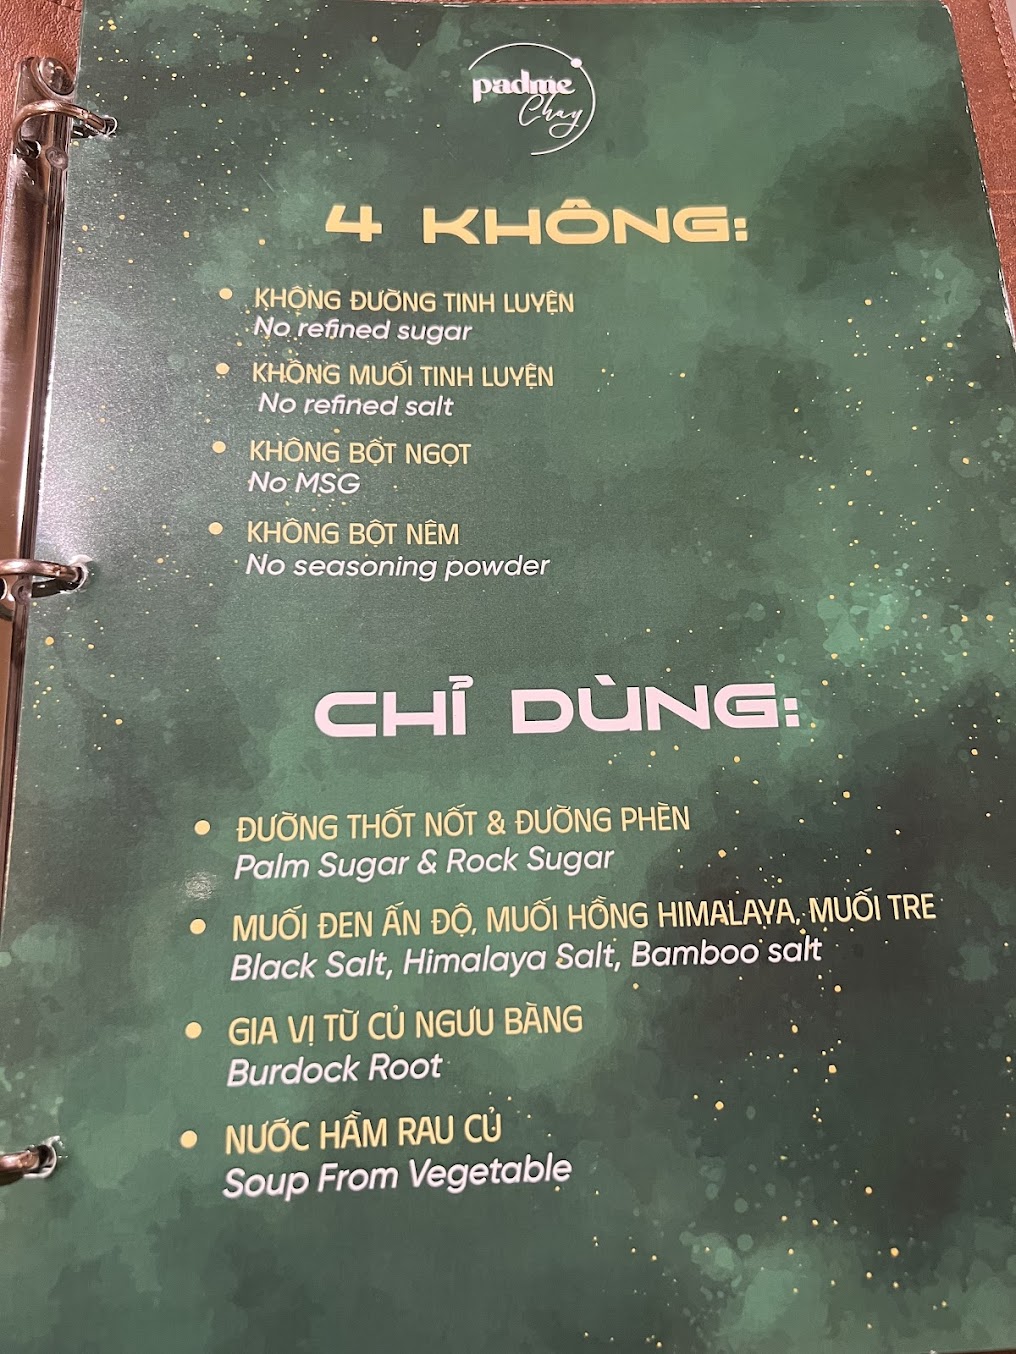 padme
Chay
4 KHÔNG:
KHÔNG ĐƯỜNG TINH LUYỆN
No refined sugar
KHÔNG MUỐI TINH LUYỆN
No refined salt
KHÔNG BỘT NGỌT
No MSG
KHÔNG BỘT NÊM
No seasoning powder
CHỈ DÙNG:
ĐƯỜNG THỐT NỐT & ĐƯỜNG PHÈN
Palm Sugar & Rock Sugar
MUỐI ĐEN ẤN ĐỘ, MUỐI HỒNG HIMALAYA, MUỐI TRE
Black Salt, Himalaya Salt, Bamboo salt
GIA VỊ TỪ CỦ NGƯU BÀNG
Burdock Root
NƯỚC HẦM RAU CỦ
Soup From Vegetable